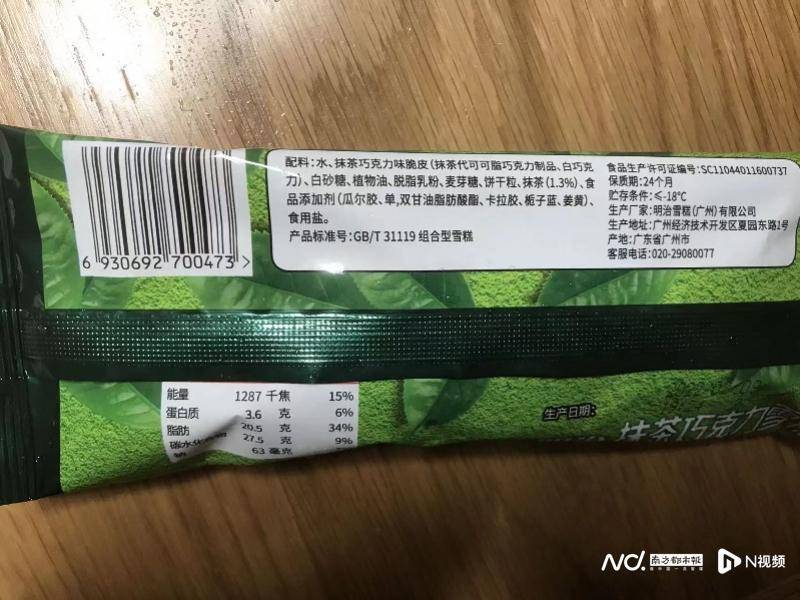 配料:水、抹茶巧克力味脆皮(抹茶代可可脂巧克力制品、白巧克
力)、白砂糖、植物油、脱脂乳粉、麦芽糖、饼干粒、抹茶(1.3%)、食
品添加剂(瓜尔胶、单,双甘油脂肪酸酯、卡拉胶、栀子蓝、姜黄)、
食用盐。
产品标准号:GB/T 31119 组合型雪糕
食品生产许可证编号:SC11044011600737
保质期:24个月
贮存条件:≤-18℃
生产厂家:明治雪糕(广州)有限公司
生产地址:广州经济技术开发区夏园东路1号
产地:广东省广州市
客服电话:020-29080077
6 930692 700473 >
能量 1287 千焦 15%
蛋白质 3.6 克 6%
脂肪 20.5 克 34%
碳水化合物 27.5 克 9%
63 毫克
生产日期:
抹茶巧克力雪
南方都市报
N视频